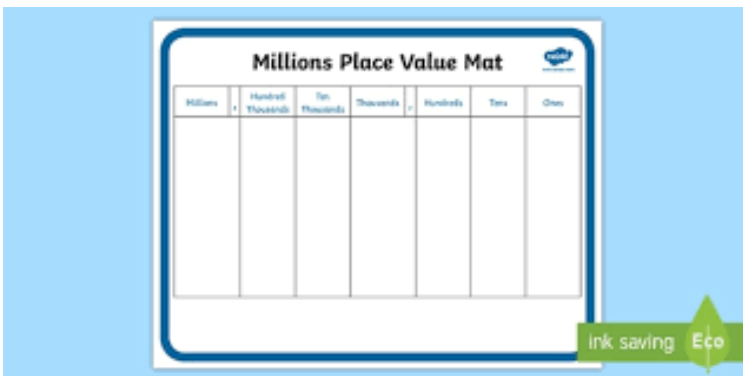 Millions Place Value Mat
Millions , Hundred Thousands Ten Thousands Thousands , Hundreds Tens Ones
ink saving Eco